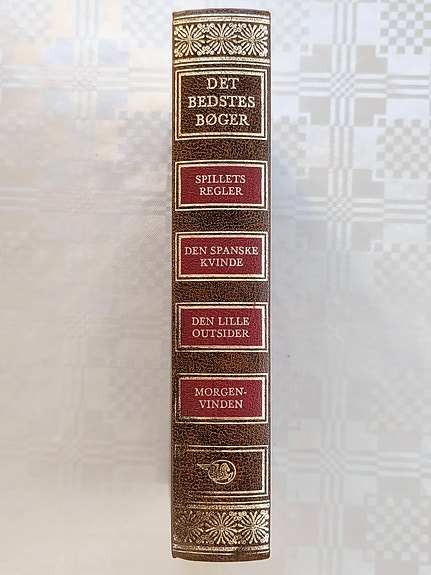 DET
BEDSTES
BØGER
SPILLETS
REGLER
DEN SPANSKE
KVINDE
DEN LILLE
OUTSIDER
MORGEN-
VINDEN